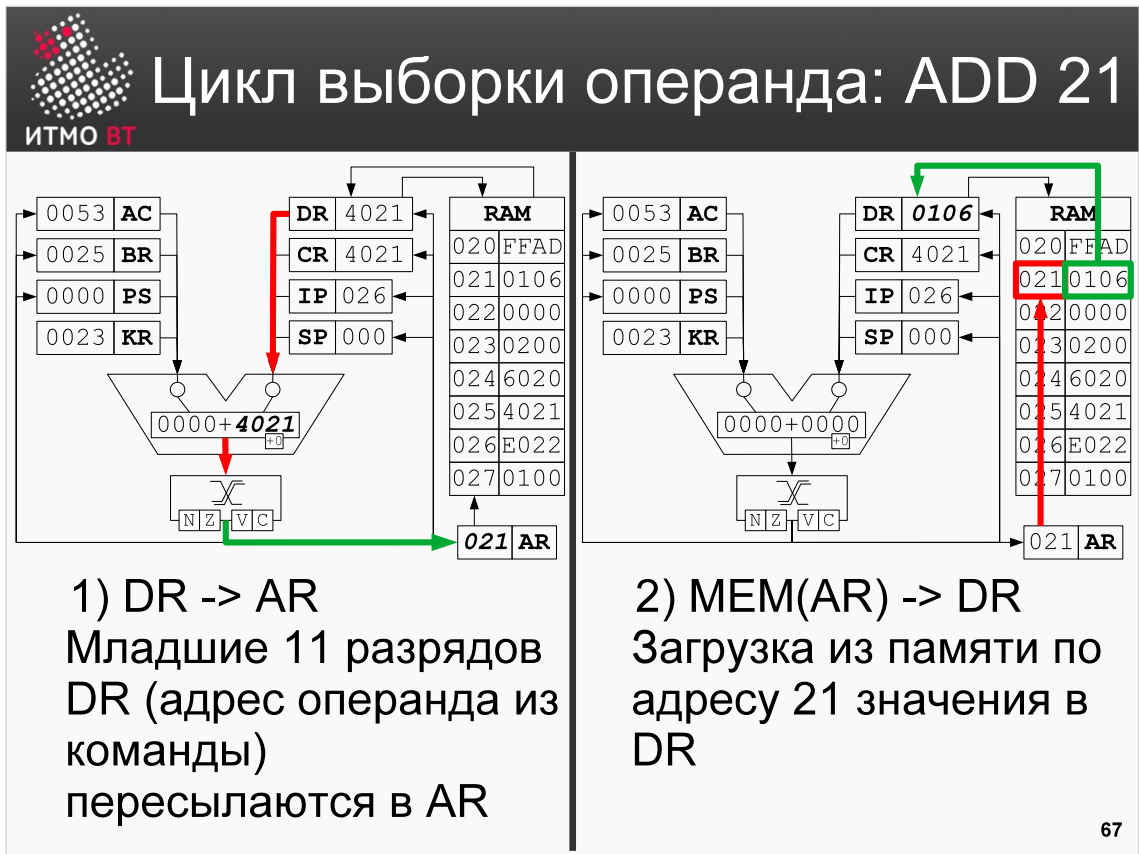 ИТМО ВТ
Цикл выборки операнда: ADD 21
0053 AC
0025 BR
0000 PS
0023 KR
DR 4021
CR 4021
IP 026
SP 000
RAM
020 FFAD
021 0106
022 0000
023 0200
024 6020
025 4021
026 E022
027 0100
0000+4021
+0
N Z V C
021 AR
1) DR -> AR
Младшие 11 разрядов
DR (адрес операнда из
команды)
пересылаются в AR
0053 AC
0025 BR
0000 PS
0023 KR
DR 0106
CR 4021
IP 026
SP 000
RAM
020 FFAD
021 0106
022 0000
023 0200
024 6020
025 4021
026 E022
027 0100
0000+0000
+0
N Z V C
021 AR
2) MEM(AR) -> DR
Загрузка из памяти по
адресу 21 значения в
DR
67